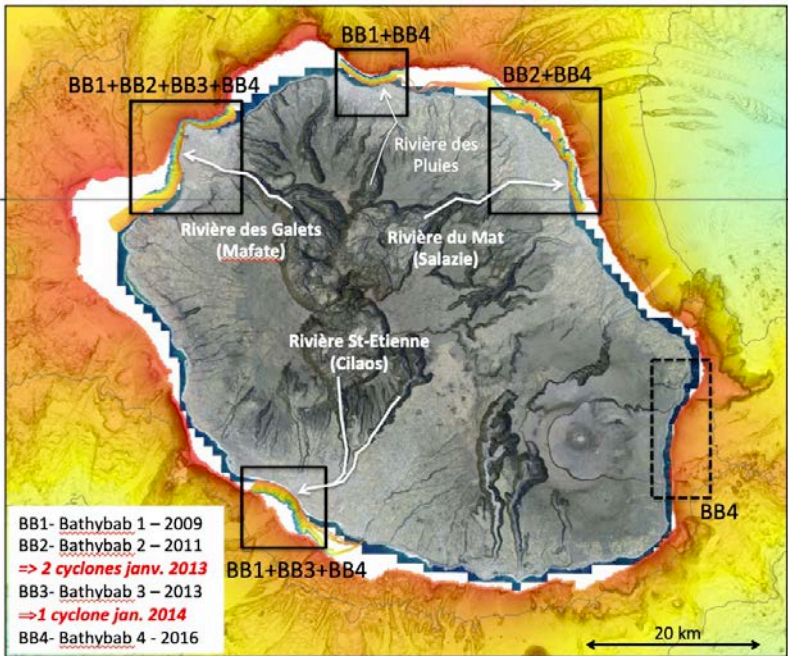 BB1+BB4
BB1+BB2+BB3+BB4
BB2+BB4
Rivière des
Pluies
Rivière des Galets
(Mafate)
Rivière du Mat
(Salazie)
Rivière St-Etienne
(Cilaos)
BB4
BB1+BB3+BB4
BB1- Bathybab 1 – 2009
BB2- Bathybab 2 – 2011
=> 2 cyclones janv. 2013
BB3- Bathybab 3 – 2013
⇒1 cyclone jan. 2014
BB4- Bathybab 4 - 2016
20 km